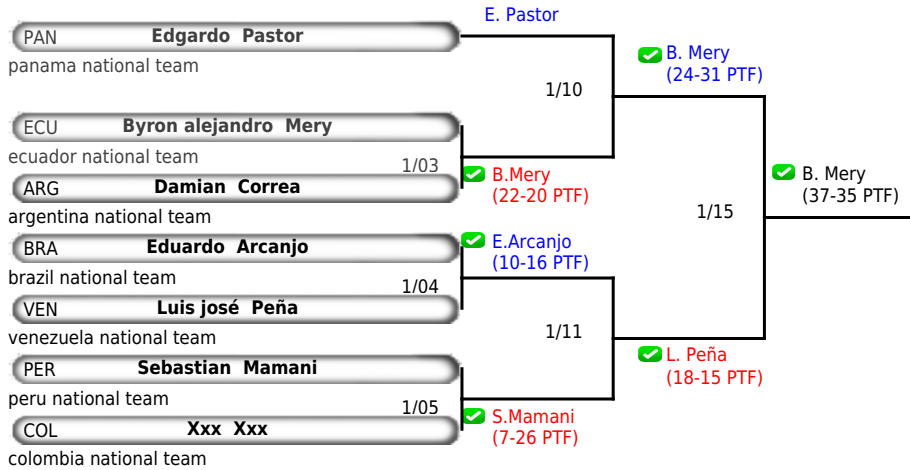 E. Pastor
PAN Edgardo Pastor
panama national team
B. Mery
(24-31 PTF)
1/10
ECU Byron alejandro Mery
ecuador national team
1/03
ARG Damian Correa
argentina national team
B.Mery
(22-20 PTF)
B. Mery
(37-35 PTF)
1/15
BRA Eduardo Arcanjo
brazil national team
E.Arcanjo
(10-16 PTF)
1/04
VEN Luis josé Peña
venezuela national team
1/11
L. Peña
(18-15 PTF)
PER Sebastian Mamani
peru national team
1/05
COL Xxx Xxx
colombia national team
S.Mamani
(7-26 PTF)